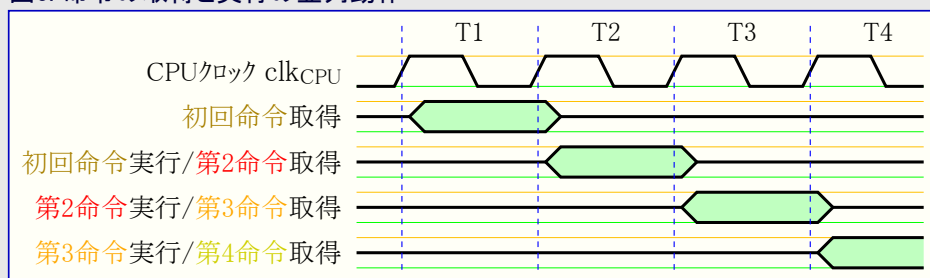 T1 T2 T3 T4
CPUクロック clkCPU
初回命令取得
初回命令実行/第2命令取得
第2命令実行/第3命令取得
第3命令実行/第4命令取得